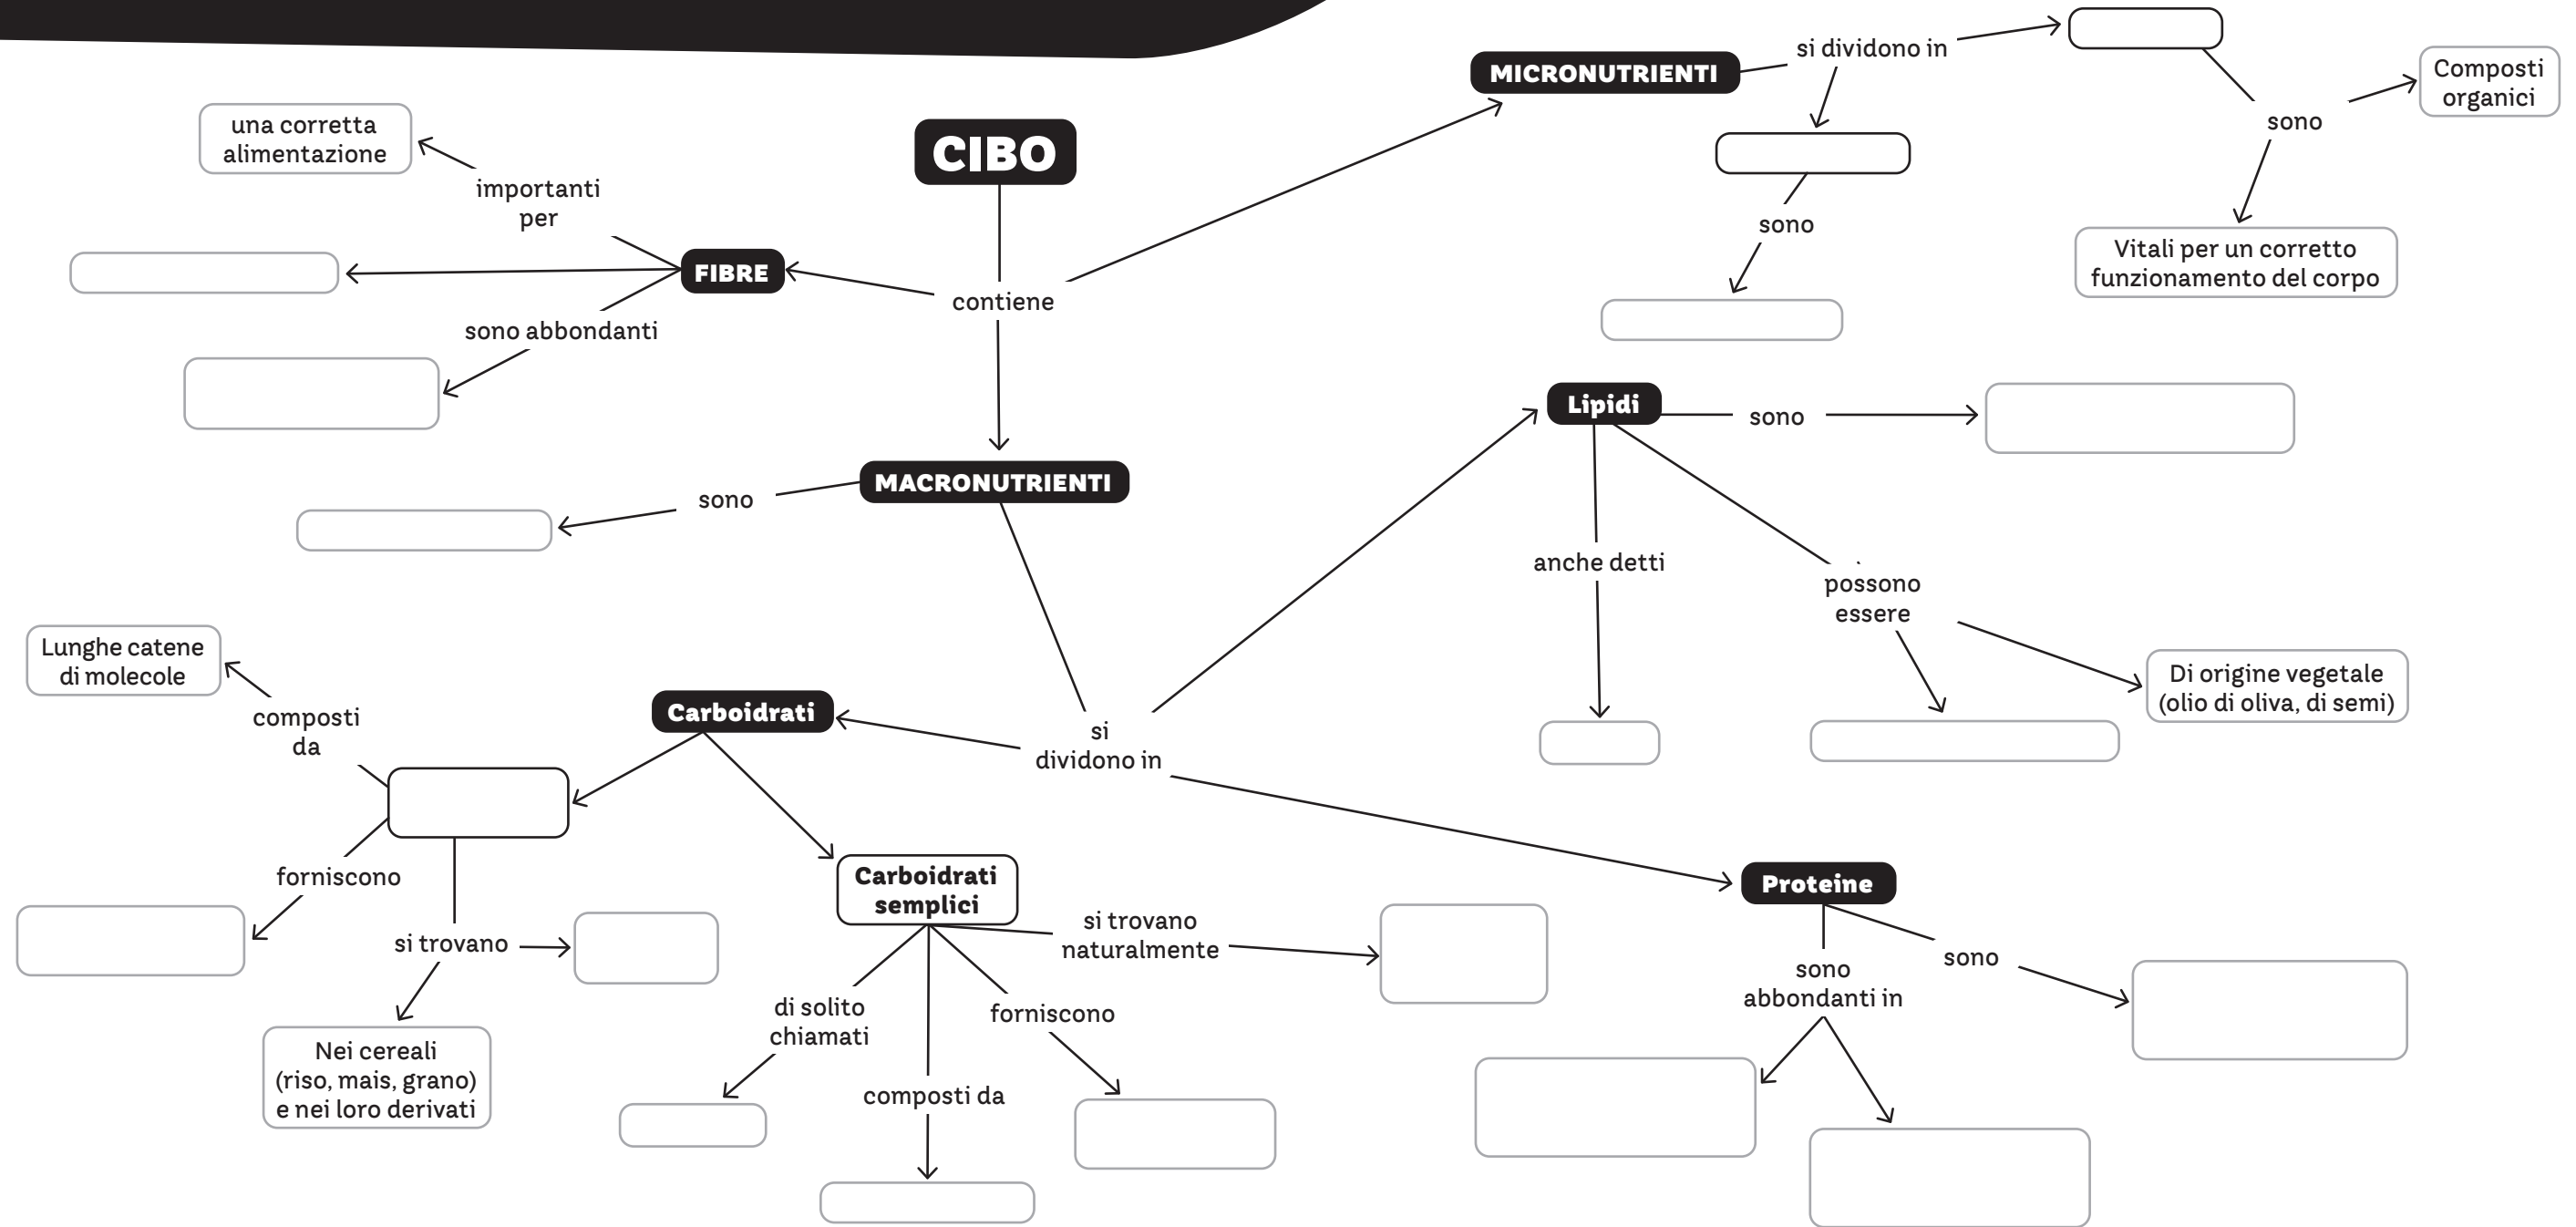 si dividono in
MICRONUTRIENTI
Composti
organici
sono
una corretta
alimentazione
CIBO
importanti
per
sono
Vitali per un corretto
funzionamento del corpo
FIBRE
contiene
sono abbondanti
Lipidi
sono
MACRONUTRIENTI
sono
anche detti
possono
essere
Lunghe catene
di molecole
Di origine vegetale
(olio di oliva, di semi)
composti
da
Carboidrati
si
dividono in
forniscono
Carboidrati
semplici
Proteine
si trovano
si trovano
naturalmente
sono
sono
abbondanti in
di solito
chiamati
forniscono
Nei cereali
(riso, mais, grano)
e nei loro derivati
composti da